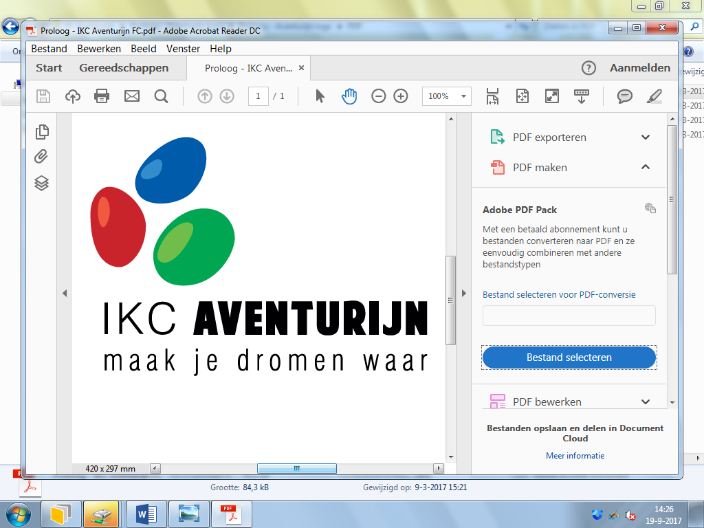 Proloog - IKC Aventurijn FC.pdf - Adobe Acrobat Reader DC
Bestand Bewerken Beeld Venster Help
Start Gereedschappen Proloog - IKC Aven... × Aanmelden
1 / 1 100%
PDF exporteren
PDF maken
Adobe PDF Pack
Met een betaald abonnement kunt u
bestanden converteren naar PDF en ze
eenvoudig combineren met andere
bestandstypen
Bestand selecteren voor PDF-conversie
Bestand selecteren
PDF bewerken
Bestanden opslaan en delen in Document
Cloud
Meer informatie
IKC AVENTURIJN
maak je dromen waar
420 x 297 mm
Grootte: 84,3 kB Gewijzigd op: 9-3-2017 15:21
14:26
19-9-2017